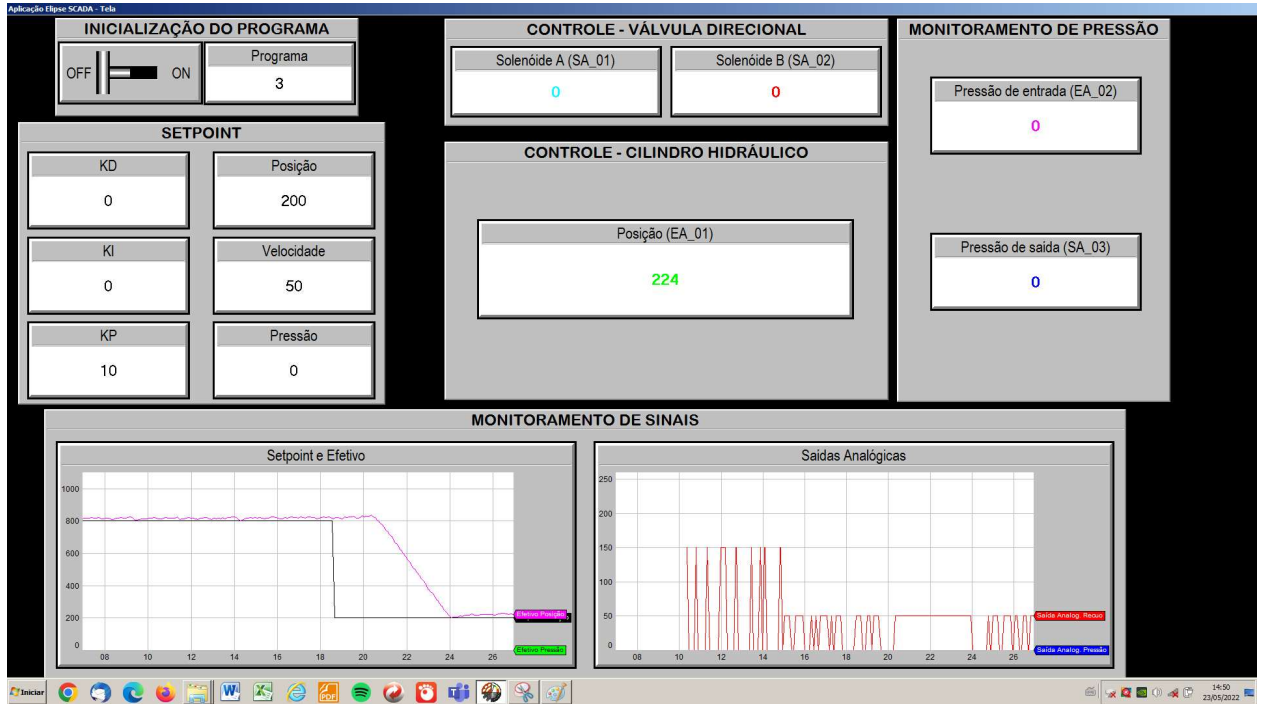 Aplicação Elipse SCADA - Tela
INICIALIZAÇÃO DO PROGRAMA
OFF
ON
Programa
3
SETPOINT
KD
0
Posição
200
KI
0
Velocidade
50
KP
10
Pressão
0
CONTROLE - VÁLVULA DIRECIONAL
Solenóide A (SA_01)
0
Solenóide B (SA_02)
0
CONTROLE - CILINDRO HIDRÁULICO
Posição (EA_01)
224
MONITORAMENTO DE PRESSÃO
Pressão de entrada (EA_02)
0
Pressão de saida (SA_03)
0
MONITORAMENTO DE SINAIS
Setpoint e Efetivo
1000
800
600
400
200
0
08 10 12 14 16 18 20 22 24 26
Efetivo Posição
Efetivo Pressão
Saidas Analógicas
250
200
150
100
50
0
08 10 12 14 16 18 20 22 24 26
Saída Analog. Recuo
Saída Analog. Pressão
Iniciar
PDF
14:50
23/05/2022